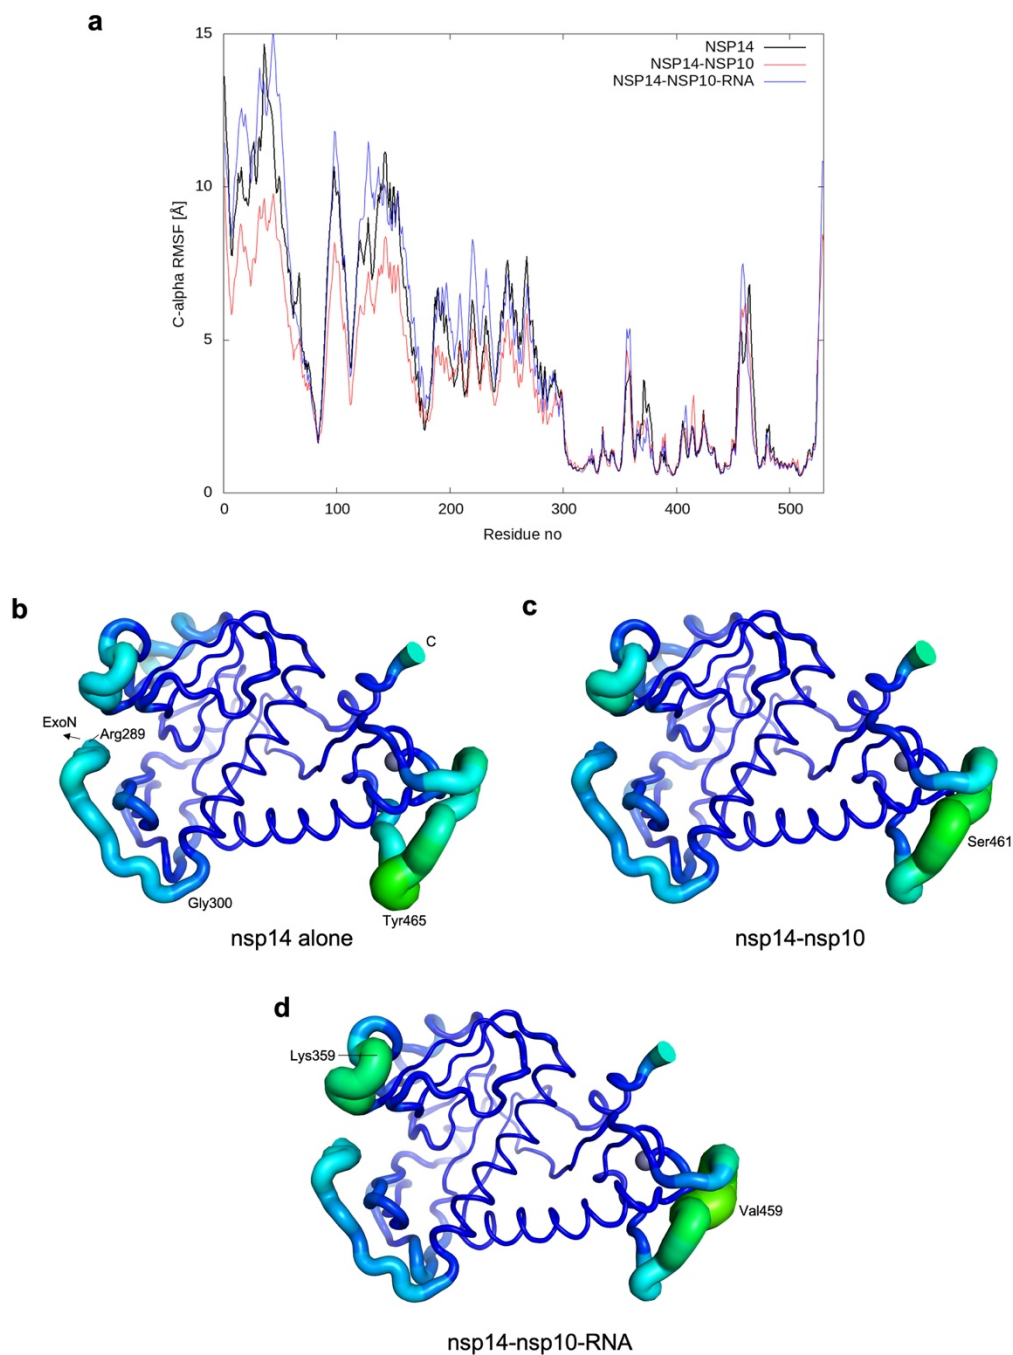 a
15
10
5
0
C-alpha RMSF [Å]
NSP14
NSP14-NSP10
NSP14-NSP10-RNA
0 100 200 300 400 500
Residue no
b
C
ExoN
Arg289
Gly300
Tyr465
nsp14 alone
c
Ser461
nsp14-nsp10
d
Lys359
Val459
nsp14-nsp10-RNA